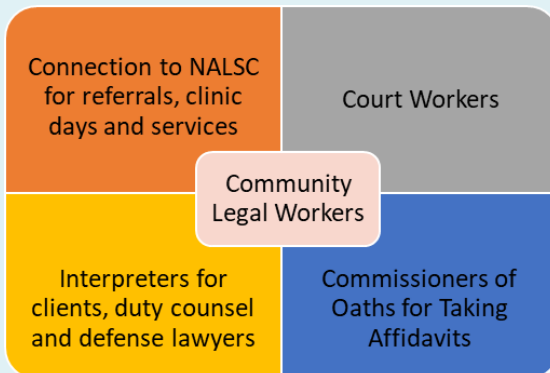 Connection to NALSC
for referrals, clinic
days and services
Court Workers
Community
Legal Workers
Interpreters for
clients, duty counsel
and defense lawyers
Commissioners of
Oaths for Taking
Affidavits